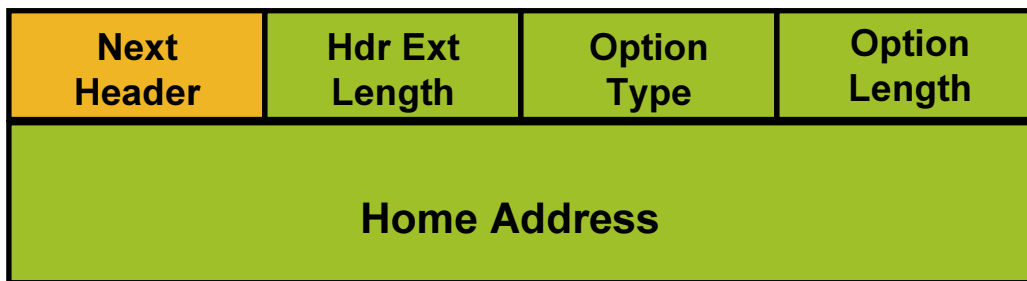 Next Header
Hdr Ext Length
Option Type
Option Length
Home Address